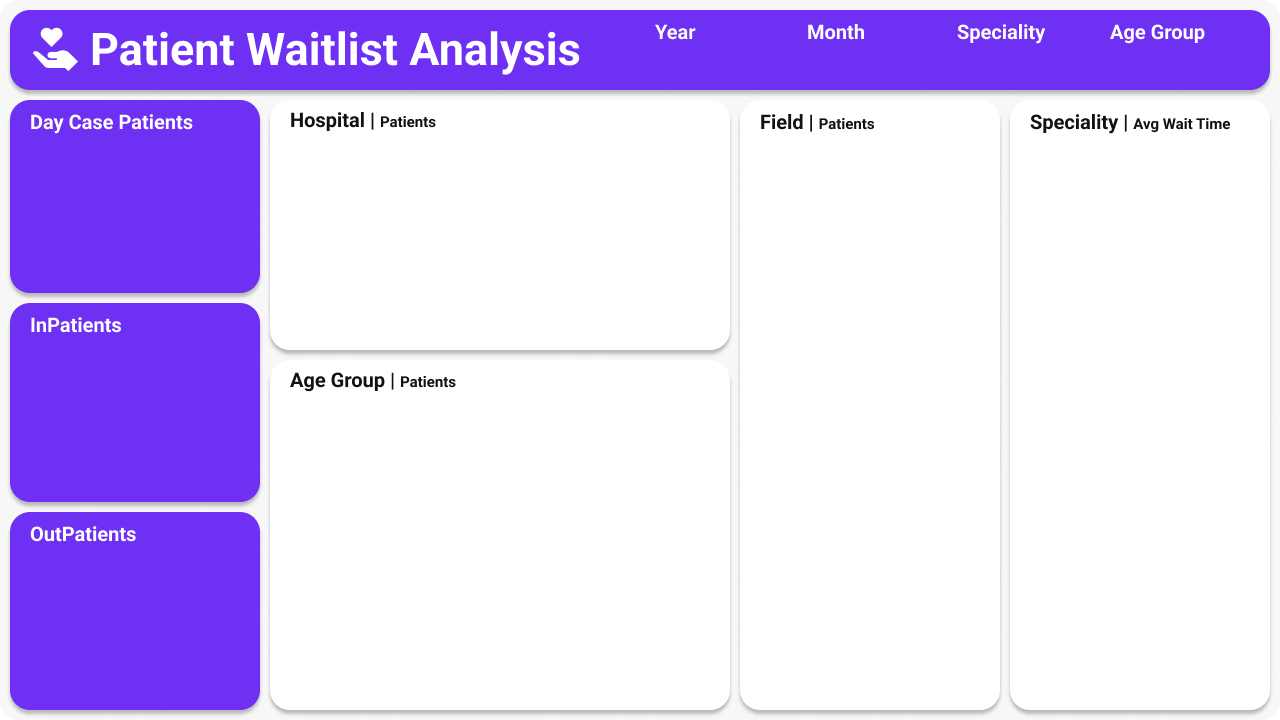 Patient Waitlist Analysis
Year
Month
Speciality
Age Group
Day Case Patients
InPatients
OutPatients
Hospital | Patients
Age Group | Patients
Field | Patients
Speciality | Avg Wait Time